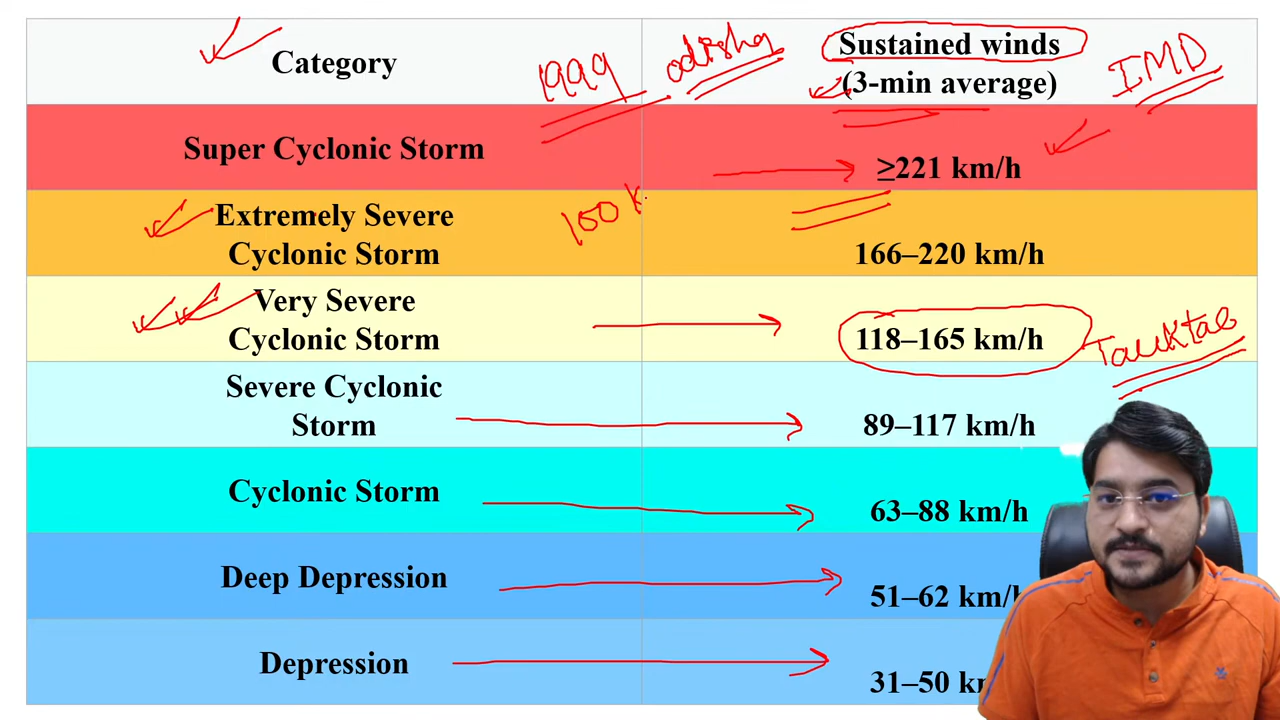 Category
1999
odisha
Sustained winds
(3-min average)
IMD
Super Cyclonic Storm
≥221 km/h
Extremely Severe
Cyclonic Storm
100 K
166–220 km/h
Very Severe
Cyclonic Storm
118–165 km/h
Tauktae
Severe Cyclonic
Storm
89–117 km/h
Cyclonic Storm
63–88 km/h
Deep Depression
51–62 km/h
Depression
31–50 k